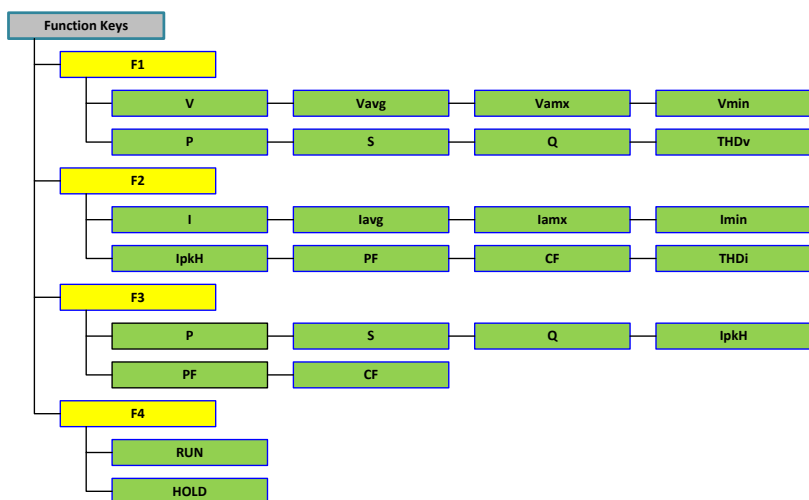 Function Keys
F1
V Vavg Vamx Vmin
P S Q THDv
F2
I Iavg Iamx Imin
IpkH PF CF THDi
F3
P S Q IpkH
PF CF
F4
RUN
HOLD